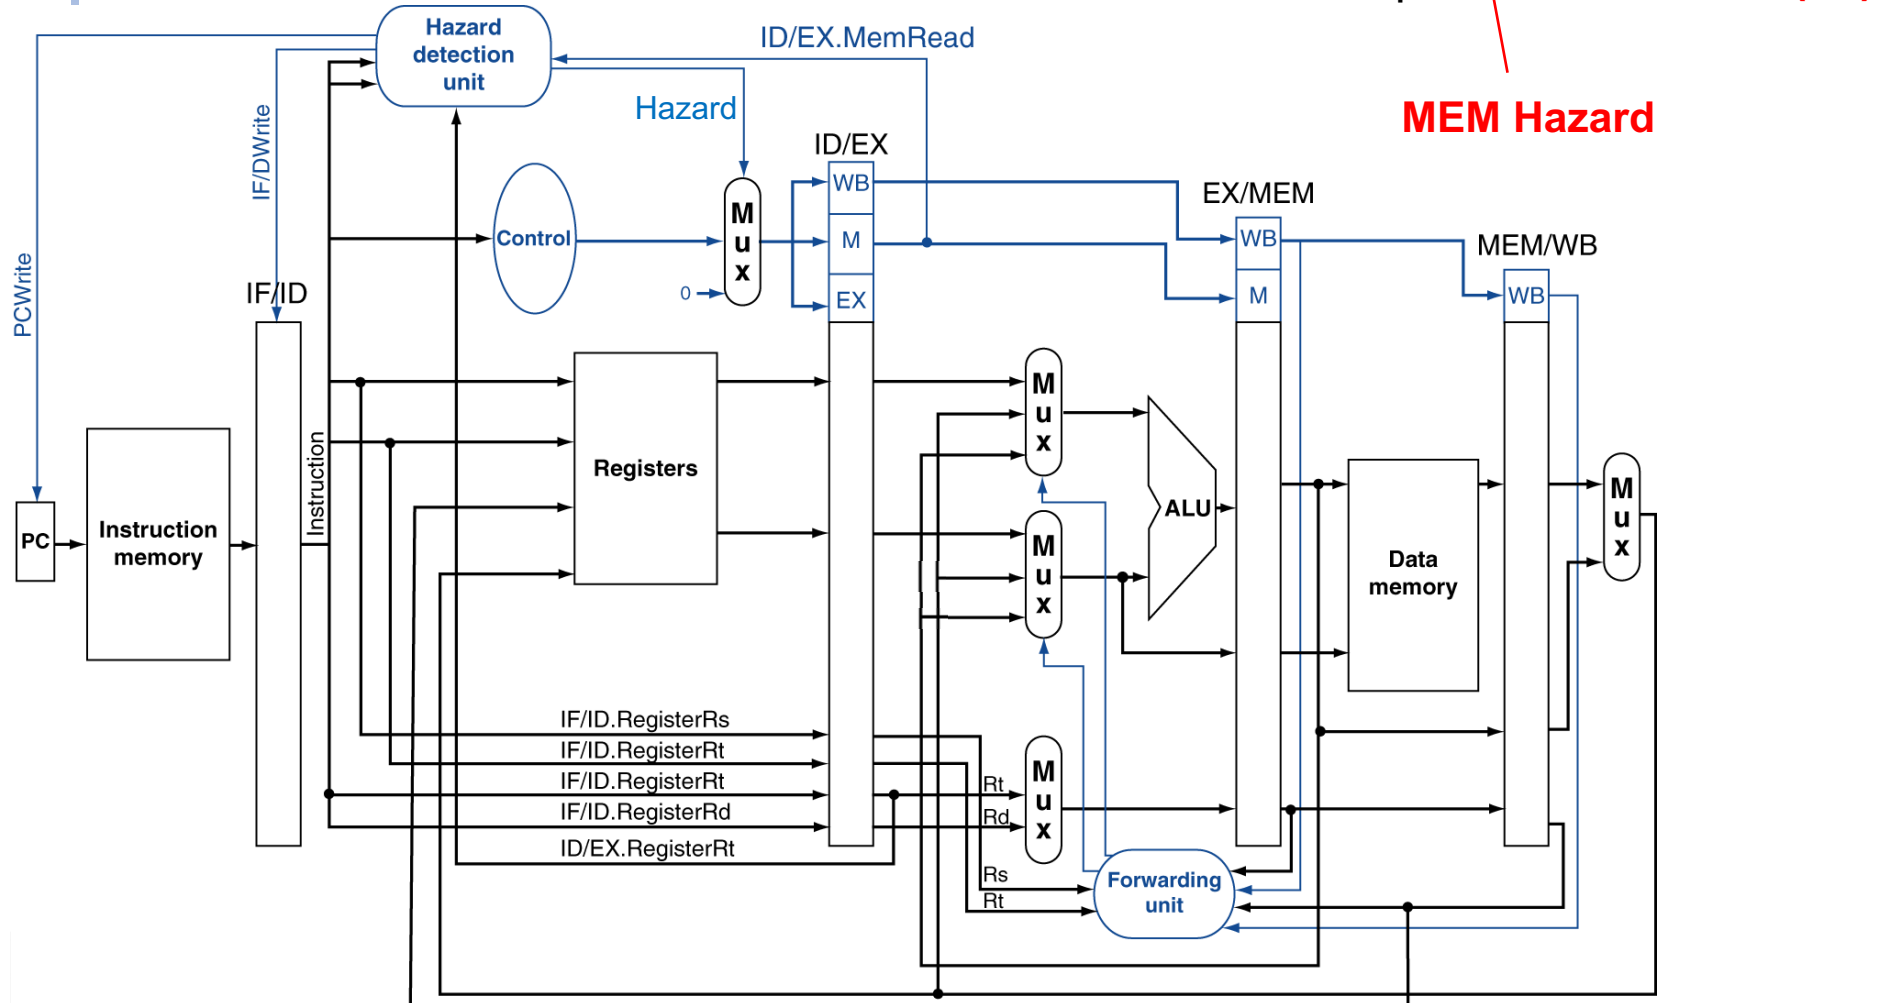 Hazard
detection
unit
ID/EX.MemRead
Hazard
MEM Hazard
IF/DWrite
PCWrite
IF/ID
Control
M
u
x
0
ID/EX
WB
M
EX
EX/MEM
WB
M
MEM/WB
WB
PC
Instruction
memory
Instruction
Registers
M
u
x
M
u
x
ALU
Data
memory
M
u
x
IF/ID.RegisterRs
IF/ID.RegisterRt
IF/ID.RegisterRt
IF/ID.RegisterRd
ID/EX.RegisterRt
Rt
Rd
M
u
x
Rs
Rt
Forwarding
unit